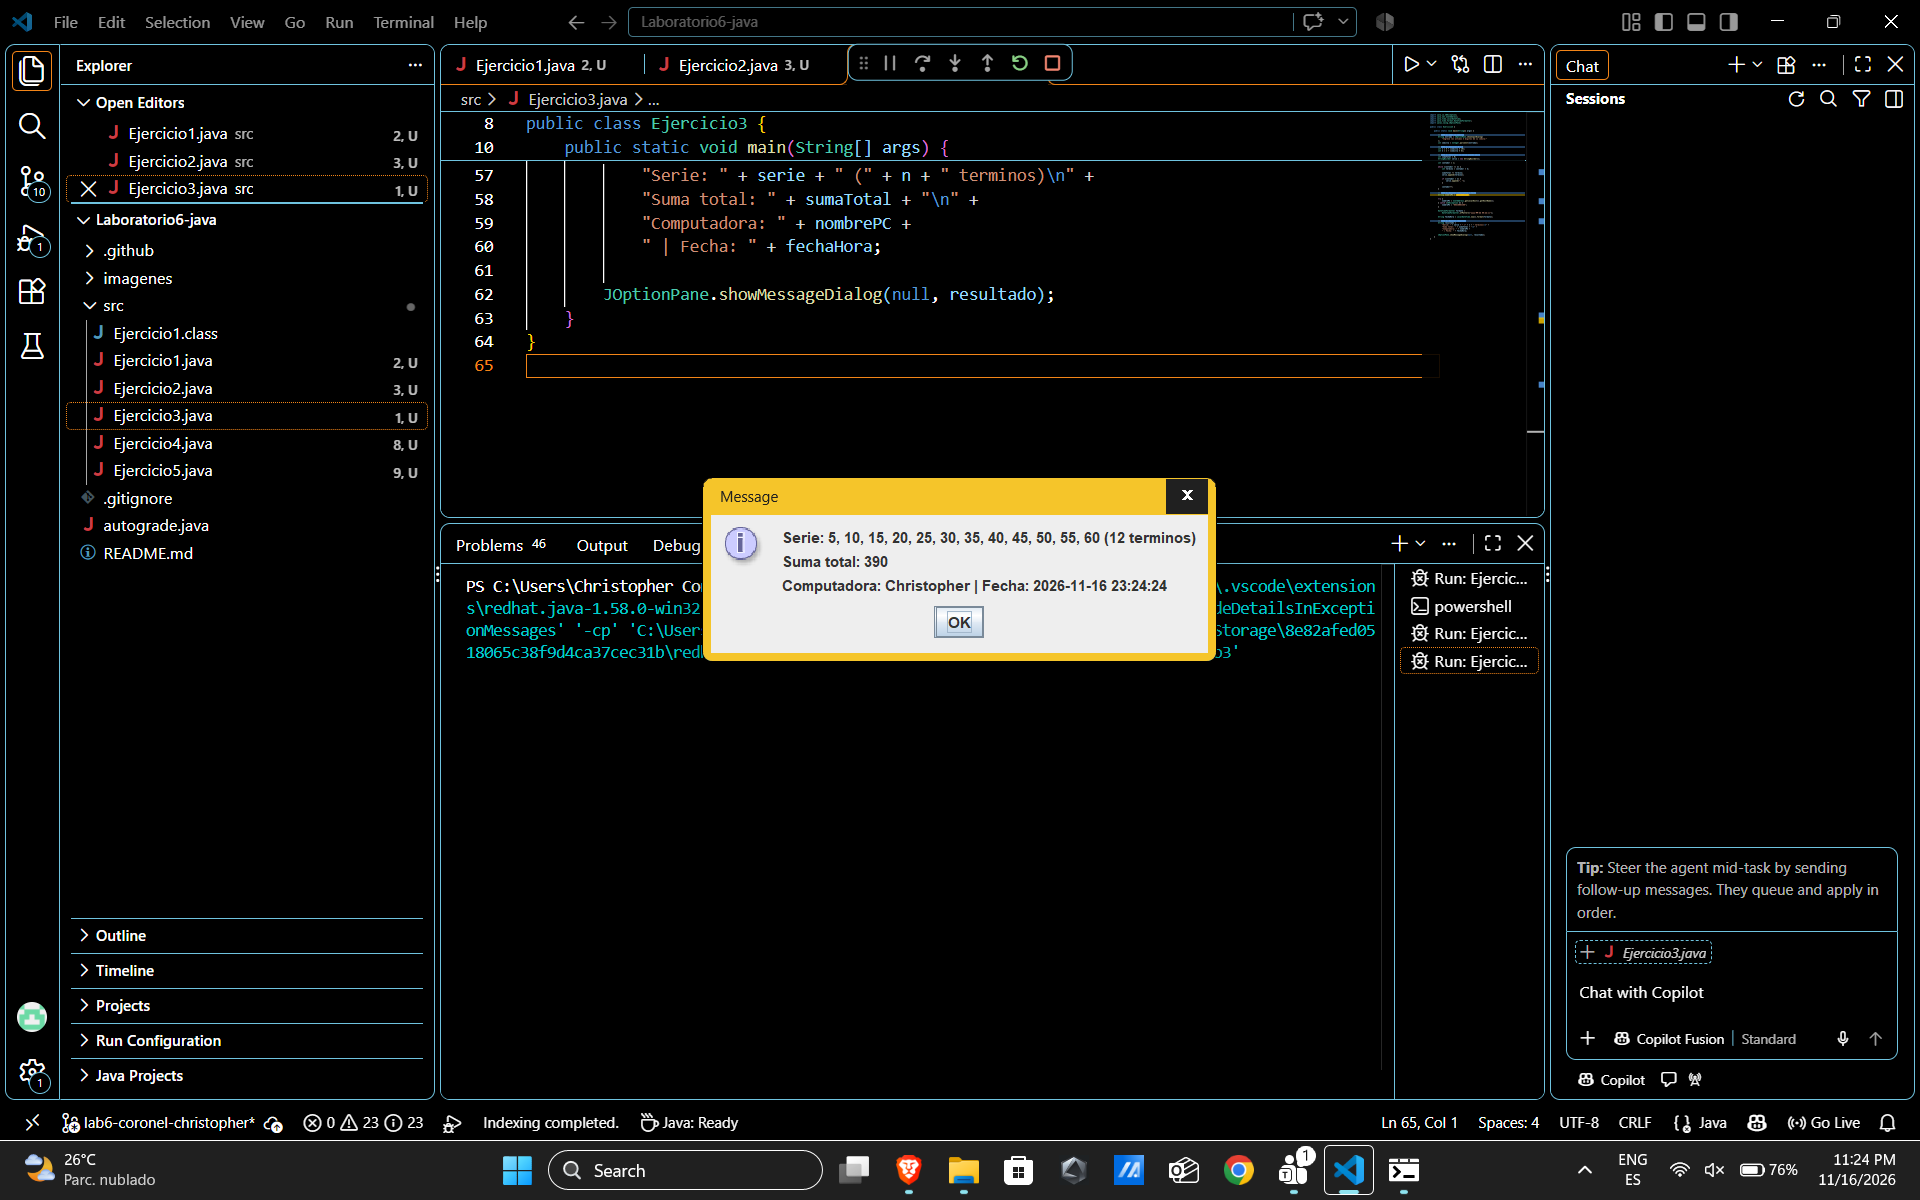 File Edit Selection View Go Run Terminal Help
Laboratorio6-java
Explorer
Open Editors
Ejercicio1.java src 2, U
Ejercicio2.java src 3, U
Ejercicio3.java src 1, U
Laboratorio6-java
.github
imagenes
src
Ejercicio1.class
Ejercicio1.java 2, U
Ejercicio2.java 3, U
Ejercicio3.java 1, U
Ejercicio4.java 8, U
Ejercicio5.java 9, U
.gitignore
autograde.java
README.md
Outline
Timeline
Projects
Run Configuration
Java Projects
10
1
1
Ejercicio1.java 2, U
Ejercicio2.java 3, U
src > Ejercicio3.java > ...
8 public class Ejercicio3 {
10 public static void main(String[] args) {
57 "Serie: " + serie + " (" + n + " terminos)\n" +
58 "Suma total: " + sumaTotal + "\n" +
59 "Computadora: " + nombrePC +
60 " | Fecha: " + fechaHora;
61
62 JOptionPane.showMessageDialog(null, resultado);
63 }
64 }
65
Message
x
Serie: 5, 10, 15, 20, 25, 30, 35, 40, 45, 50, 55, 60 (12 terminos)
Suma total: 390
Computadora: Christopher | Fecha: 2026-11-16 23:24:24
OK
Problems 46 Output Debug
PS C:\Users\Christopher Co \.vscode\extension
s\redhat.java-1.58.0-win32 deDetailsInExcepti
onMessages' '-cp' 'C:\User Storage\8e82afed05
18065c38f9d4ca37cec31b\red 3'
Run: Ejercic...
powershell
Run: Ejercic...
Run: Ejercic...
Chat
Sessions
Tip: Steer the agent mid-task by sending
follow-up messages. They queue and apply in
order.
Ejercicio3.java
Chat with Copilot
Copilot Fusion | Standard
Copilot
lab6-coronel-christopher* 0 23 23 Indexing completed. Java: Ready
Ln 65, Col 1 Spaces: 4 UTF-8 CRLF Java Go Live
26°C
Parc. nublado
Search
1
ENG
ES
76%
11:24 PM
11/16/2026